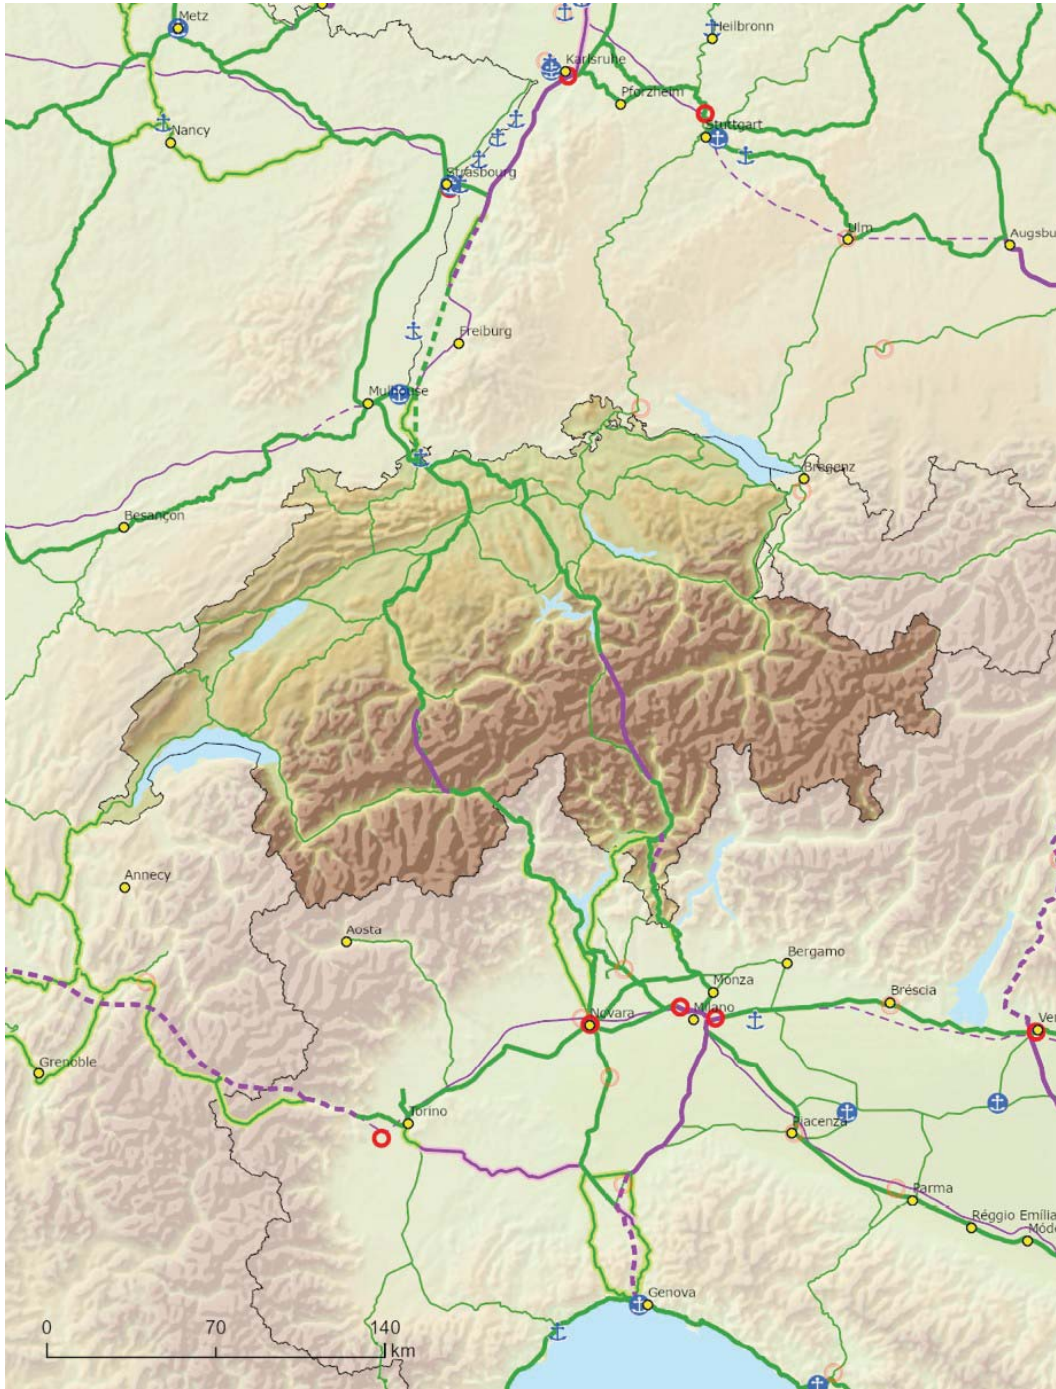 Metz
Heilbronn
Karlsruhe
Pforzheim
Nancy
Stuttgart
Strasbourg
Ulm
Augsbu
Freiburg
Mulhouse
Bregenz
Besançon
Annecy
Aosta
Bergamo
Monza
Bréscia
Novara
Milano
Ver
Grenoble
Torino
Piacenza
Parma
Réggio Emília
Móde
Genova
0 70 140
km